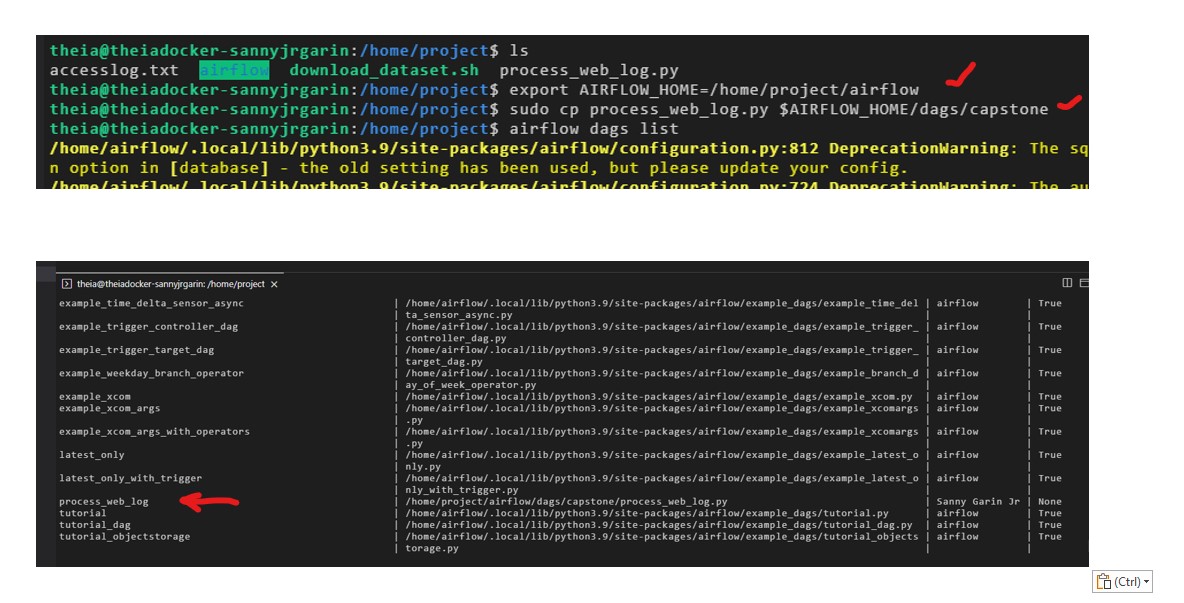 theia@theiadocker-sannyjrgarin:/home/project$ ls
accesslog.txt airflow download_dataset.sh process_web_log.py
theia@theiadocker-sannyjrgarin:/home/project$ export AIRFLOW_HOME=/home/project/airflow
theia@theiadocker-sannyjrgarin:/home/project$ sudo cp process_web_log.py $AIRFLOW_HOME/dags/capstone
theia@theiadocker-sannyjrgarin:/home/project$ airflow dags list
/home/airflow/.local/lib/python3.9/site-packages/airflow/configuration.py:812 DeprecationWarning: The sq
n option in [database] - the old setting has been used, but please update your config.
/home/airflow/.local/lib/python3.9/site-packages/airflow/configuration.py:724 DeprecationWarning: The au
theia@theiadocker-sannyjrgarin: /home/project ×
example_time_delta_sensor_async | /home/airflow/.local/lib/python3.9/site-packages/airflow/example_dags/example_time_del | airflow | True
| ta_sensor_async.py | |
example_trigger_controller_dag | /home/airflow/.local/lib/python3.9/site-packages/airflow/example_dags/example_trigger_ | airflow | True
| controller_dag.py | |
example_trigger_target_dag | /home/airflow/.local/lib/python3.9/site-packages/airflow/example_dags/example_trigger_ | airflow | True
| target_dag.py | |
example_weekday_branch_operator | /home/airflow/.local/lib/python3.9/site-packages/airflow/example_dags/example_branch_d | airflow | True
| ay_of_week_operator.py | |
example_xcom | /home/airflow/.local/lib/python3.9/site-packages/airflow/example_dags/example_xcom.py | airflow | True
example_xcom_args | /home/airflow/.local/lib/python3.9/site-packages/airflow/example_dags/example_xcomargs | airflow | True
| .py | |
example_xcom_args_with_operators | /home/airflow/.local/lib/python3.9/site-packages/airflow/example_dags/example_xcomargs | airflow | True
| .py | |
latest_only | /home/airflow/.local/lib/python3.9/site-packages/airflow/example_dags/example_latest_o | airflow | True
| nly.py | |
latest_only_with_trigger | /home/airflow/.local/lib/python3.9/site-packages/airflow/example_dags/example_latest_o | airflow | True
| nly_with_trigger.py | |
process_web_log | /home/project/airflow/dags/capstone/process_web_log.py | Sanny Garin Jr | None
tutorial | /home/airflow/.local/lib/python3.9/site-packages/airflow/example_dags/tutorial.py | airflow | True
tutorial_dag | /home/airflow/.local/lib/python3.9/site-packages/airflow/example_dags/tutorial_dag.py | airflow | True
tutorial_objectstorage | /home/airflow/.local/lib/python3.9/site-packages/airflow/example_dags/tutorial_objects | airflow | True
| torage.py | |
(Ctrl)